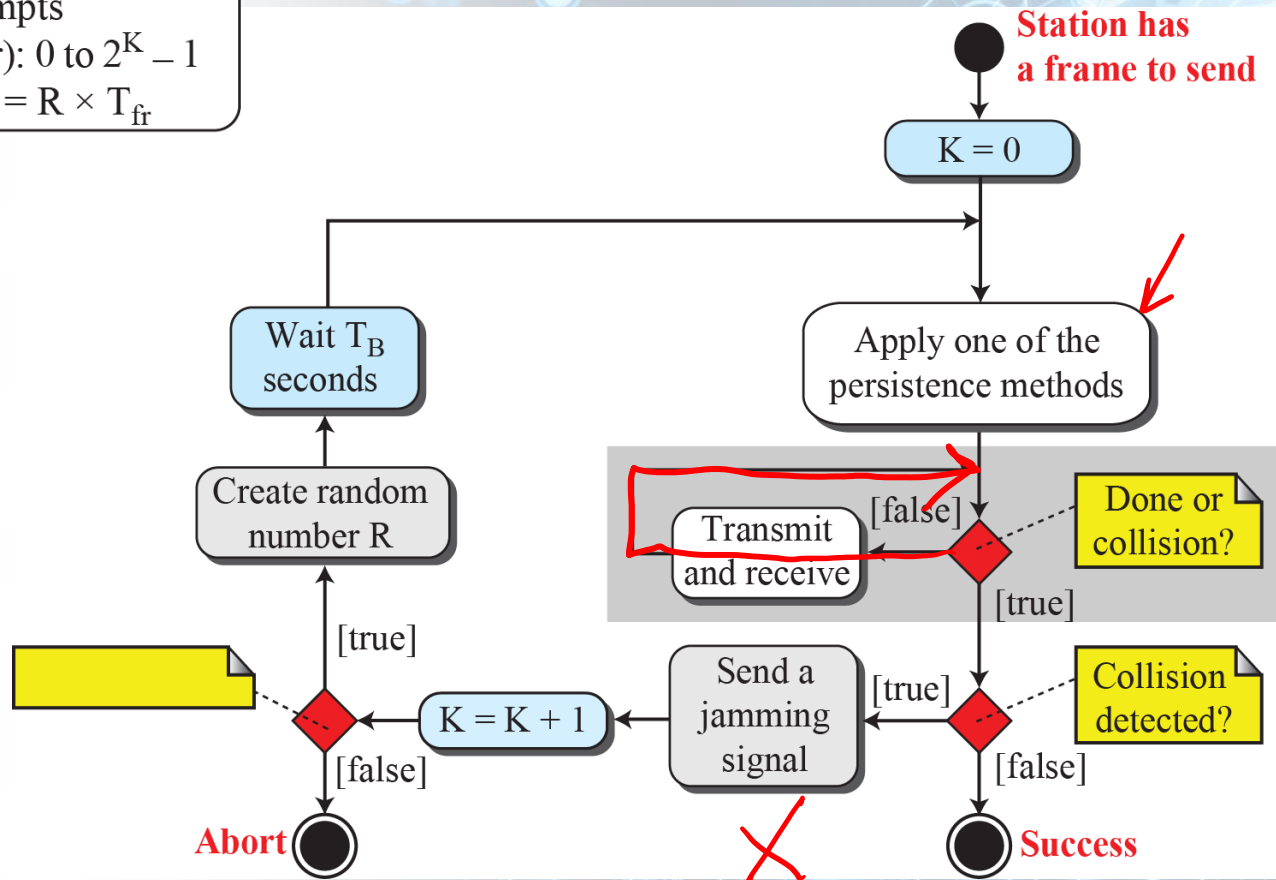 r): 0 to 2^K – 1
= R × T_fr
Station has
a frame to send
K = 0
Apply one of the
persistence methods
Wait T_B
seconds
Create random
number R
[false]
Transmit
and receive
Done or
collision?
[true]
[true]
Send a
jamming
signal
[true]
Collision
detected?
K = K + 1
[false]
[false]
Abort
Success